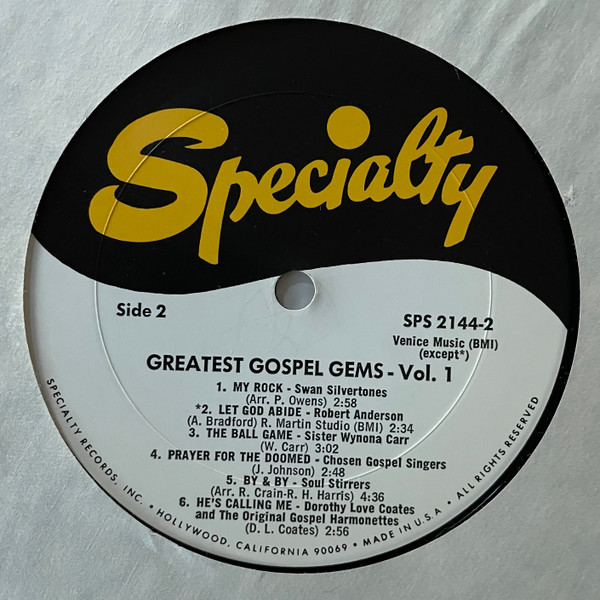 Specialty
Side 2
SPS 2144-2
Venice Music (BMI)
(except*)
GREATEST GOSPEL GEMS - Vol. 1
1. MY ROCK - Swan Silvertones
(Arr. P. Owens) 2:58
*2. LET GOD ABIDE - Robert Anderson
(A. Bradford) R. Martin Studio (BMI) 2:34
3. THE BALL GAME - Sister Wynona Carr
(W. Carr) 3:02
4. PRAYER FOR THE DOOMED - Chosen Gospel Singers
(J. Johnson) 2:48
5. BY & BY - Soul Stirrers
(Arr. R. Crain-R. H. Harris) 4:36
6. HE'S CALLING ME - Dorothy Love Coates
and The Original Gospel Harmonettes
(D. L. Coates) 2:56
SPECIALTY RECORDS, INC. • HOLLYWOOD, CALIFORNIA 90069 • MADE IN U.S.A. • ALL RIGHTS RESERVED